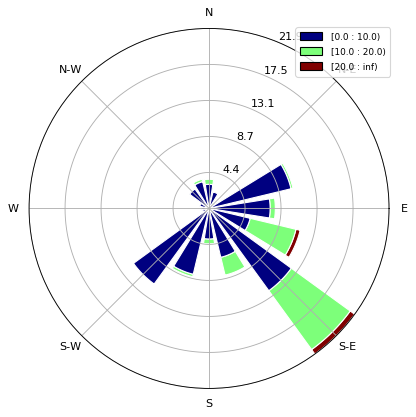 N
21.
[0.0 : 10.0)
[10.0 : 20.0)
[20.0 : inf)
N-W
17.5
13.1
8.7
4.4
W
E
S-W
S-E
S